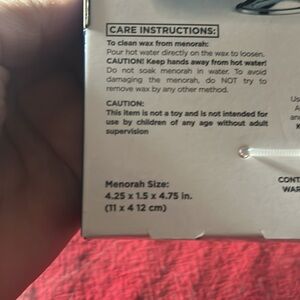 CARE INSTRUCTIONS:
To clean wax from menorah:
Pour hot water directly on the wax to loosen.
CAUTION! Keep hands away from hot water!
Do not soak menorah in water. To avoid
damaging the menorah, do NOT try to
remove wax by any other method.
CAUTION:
This item is not a toy and is not intended for
use by children of any age without adult
supervision
Menorah Size:
4.25 x 1.5 x 4.75 in.
(11 x 4 12 cm)
Us
A
an
CONT
WAR